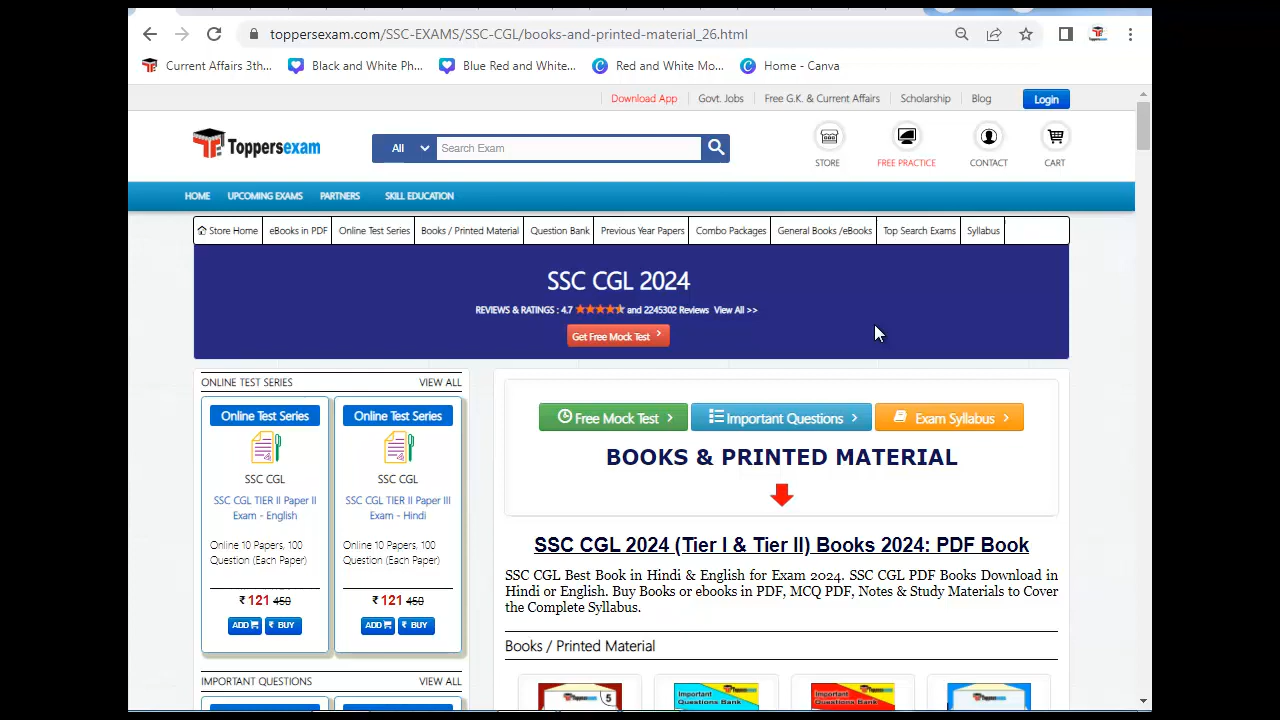 toppersexam.com/SSC-EXAMS/SSC-CGL/books-and-printed-material_26.html
Current Affairs 3th... Black and White Ph... Blue Red and White... Red and White Mo... Home - Canva
Download App Govt. Jobs Free G.K. & Current Affairs Scholarship Blog Login
Toppersexam All Search Exam
STORE FREE PRACTICE CONTACT CART
HOME UPCOMING EXAMS PARTNERS SKILL EDUCATION
Store Home eBooks in PDF Online Test Series Books / Printed Material Question Bank Previous Year Papers Combo Packages General Books /eBooks Top Search Exams Syllabus
SSC CGL 2024
REVIEWS & RATINGS : 4.7 and 2245302 Reviews View All >>
Get Free Mock Test
ONLINE TEST SERIES VIEW ALL
Online Test Series
SSC CGL
SSC CGL TIER II Paper II
Exam - English
Online 10 Papers, 100
Question (Each Paper)
₹ 121 450
ADD ₹ BUY
Online Test Series
SSC CGL
SSC CGL TIER II Paper III
Exam - Hindi
Online 10 Papers, 100
Question (Each Paper)
₹ 121 450
ADD ₹ BUY
IMPORTANT QUESTIONS VIEW ALL
Free Mock Test Important Questions Exam Syllabus
BOOKS & PRINTED MATERIAL
SSC CGL 2024 (Tier I & Tier II) Books 2024: PDF Book
SSC CGL Best Book in Hindi & English for Exam 2024. SSC CGL PDF Books Download in
Hindi or English. Buy Books or ebooks in PDF, MCQ PDF, Notes & Study Materials to Cover
the Complete Syllabus.
Books / Printed Material
5
Important
Questions Bank
Important
Questions Bank